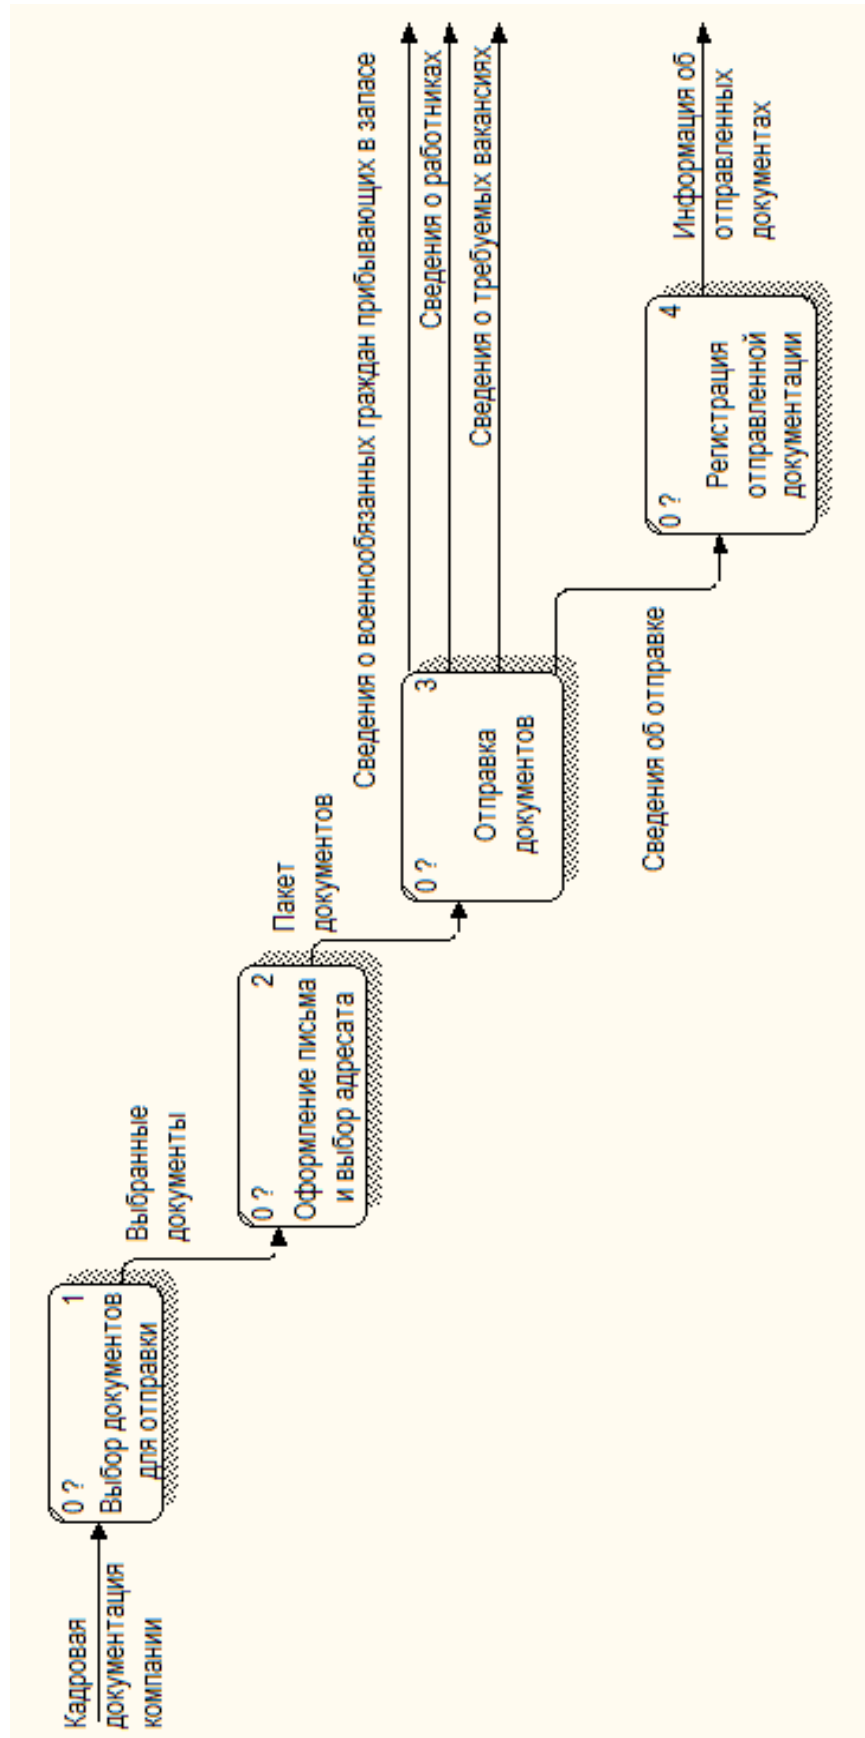 Кадровая
документация
компании
0 ?
1
Выбор документов
для отправки
Выбранные
документы
0 ?
2
Оформление письма
и выбор адресата
Пакет
документов
0 ?
3
Отправка
документов
Сведения о военнообязанных граждан прибывающих в запасе
Сведения о работниках
Сведения о требуемых вакансиях
Сведения об отправке
0 ?
4
Регистрация
отправленной
документации
Информация об
отправленных
документах